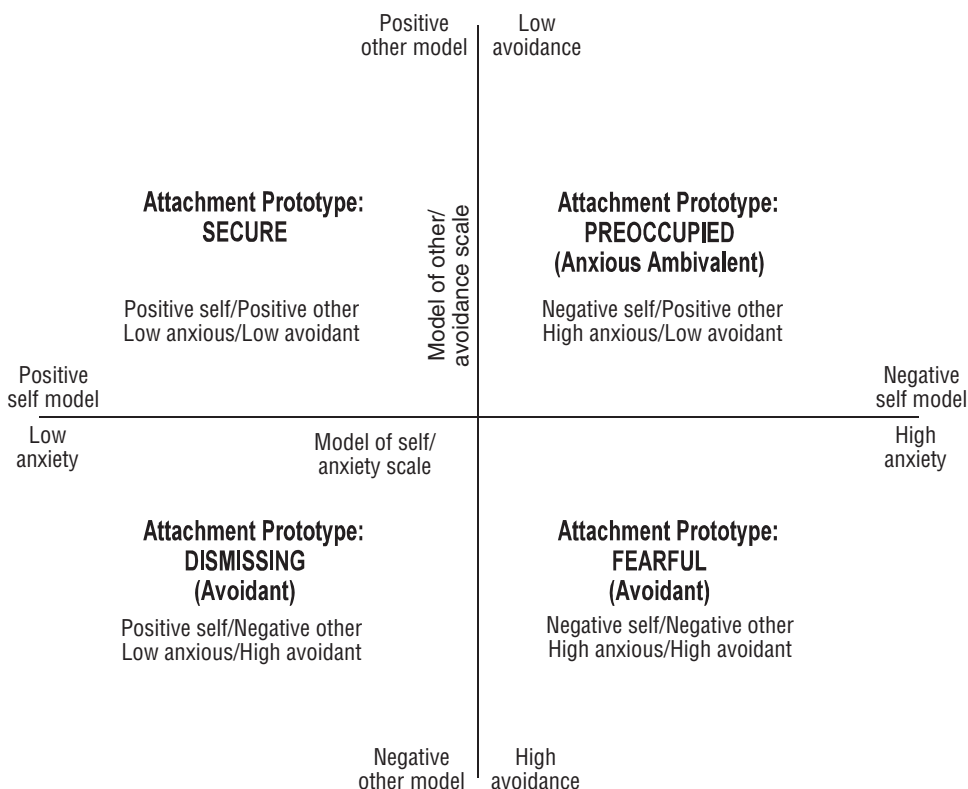 Positive
other model
Low
avoidance
Attachment Prototype:
SECURE
Positive self/Positive other
Low anxious/Low avoidant
Model of other/
avoidance scale
Attachment Prototype:
PREOCCUPIED
(Anxious Ambivalent)
Negative self/Positive other
High anxious/Low avoidant
Positive
self model
Negative
self model
Low
anxiety
Model of self/
anxiety scale
High
anxiety
Attachment Prototype:
DISMISSING
(Avoidant)
Positive self/Negative other
Low anxious/High avoidant
Attachment Prototype:
FEARFUL
(Avoidant)
Negative self/Negative other
High anxious/High avoidant
Negative
other model
High
avoidance